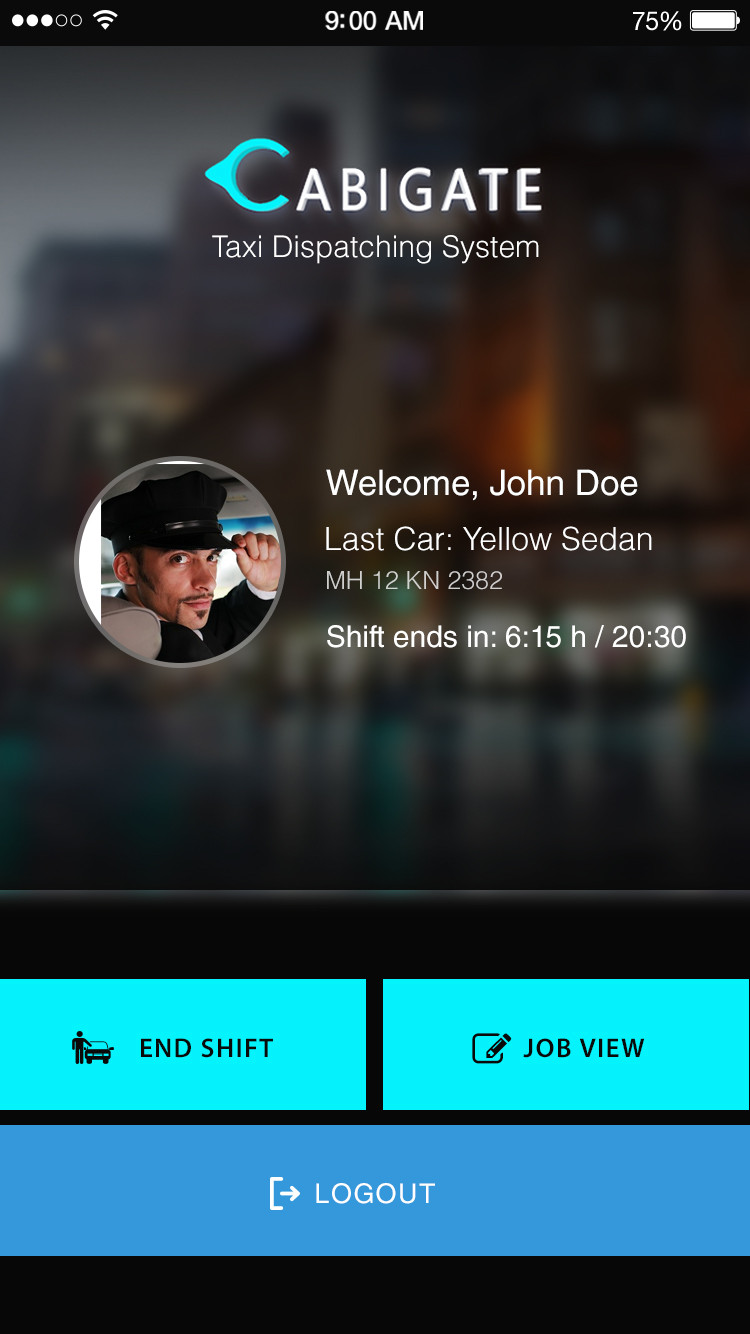 9:00 AM
75%
CABIGATE
Taxi Dispatching System
Welcome, John Doe
Last Car: Yellow Sedan
MH 12 KN 2382
Shift ends in: 6:15 h / 20:30
END SHIFT
JOB VIEW
LOGOUT